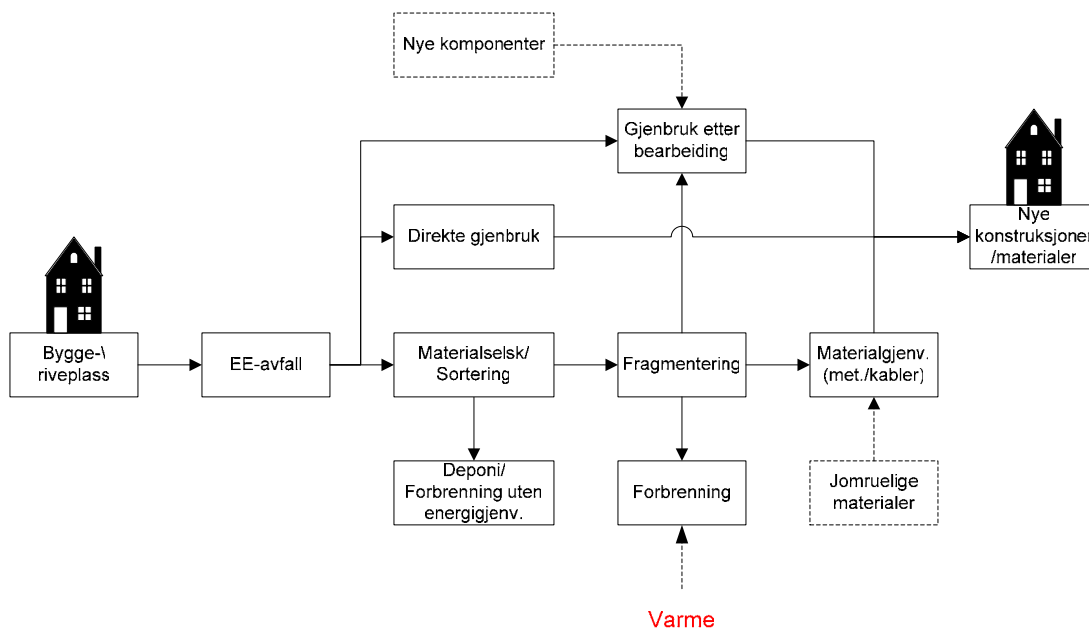 Nye komponenter
Gjenbruk etter
bearbeiding
Direkte gjenbruk
Nye
konstruksjoner
/materialer
Bygge-\
riveplass
EE-avfall
Materialselsk/
Sortering
Fragmentering
Materialgjenv.
(met./kabler)
Deponi/
Forbrenning uten
energigjenv.
Forbrenning
Jomruelige
materialer
Varme